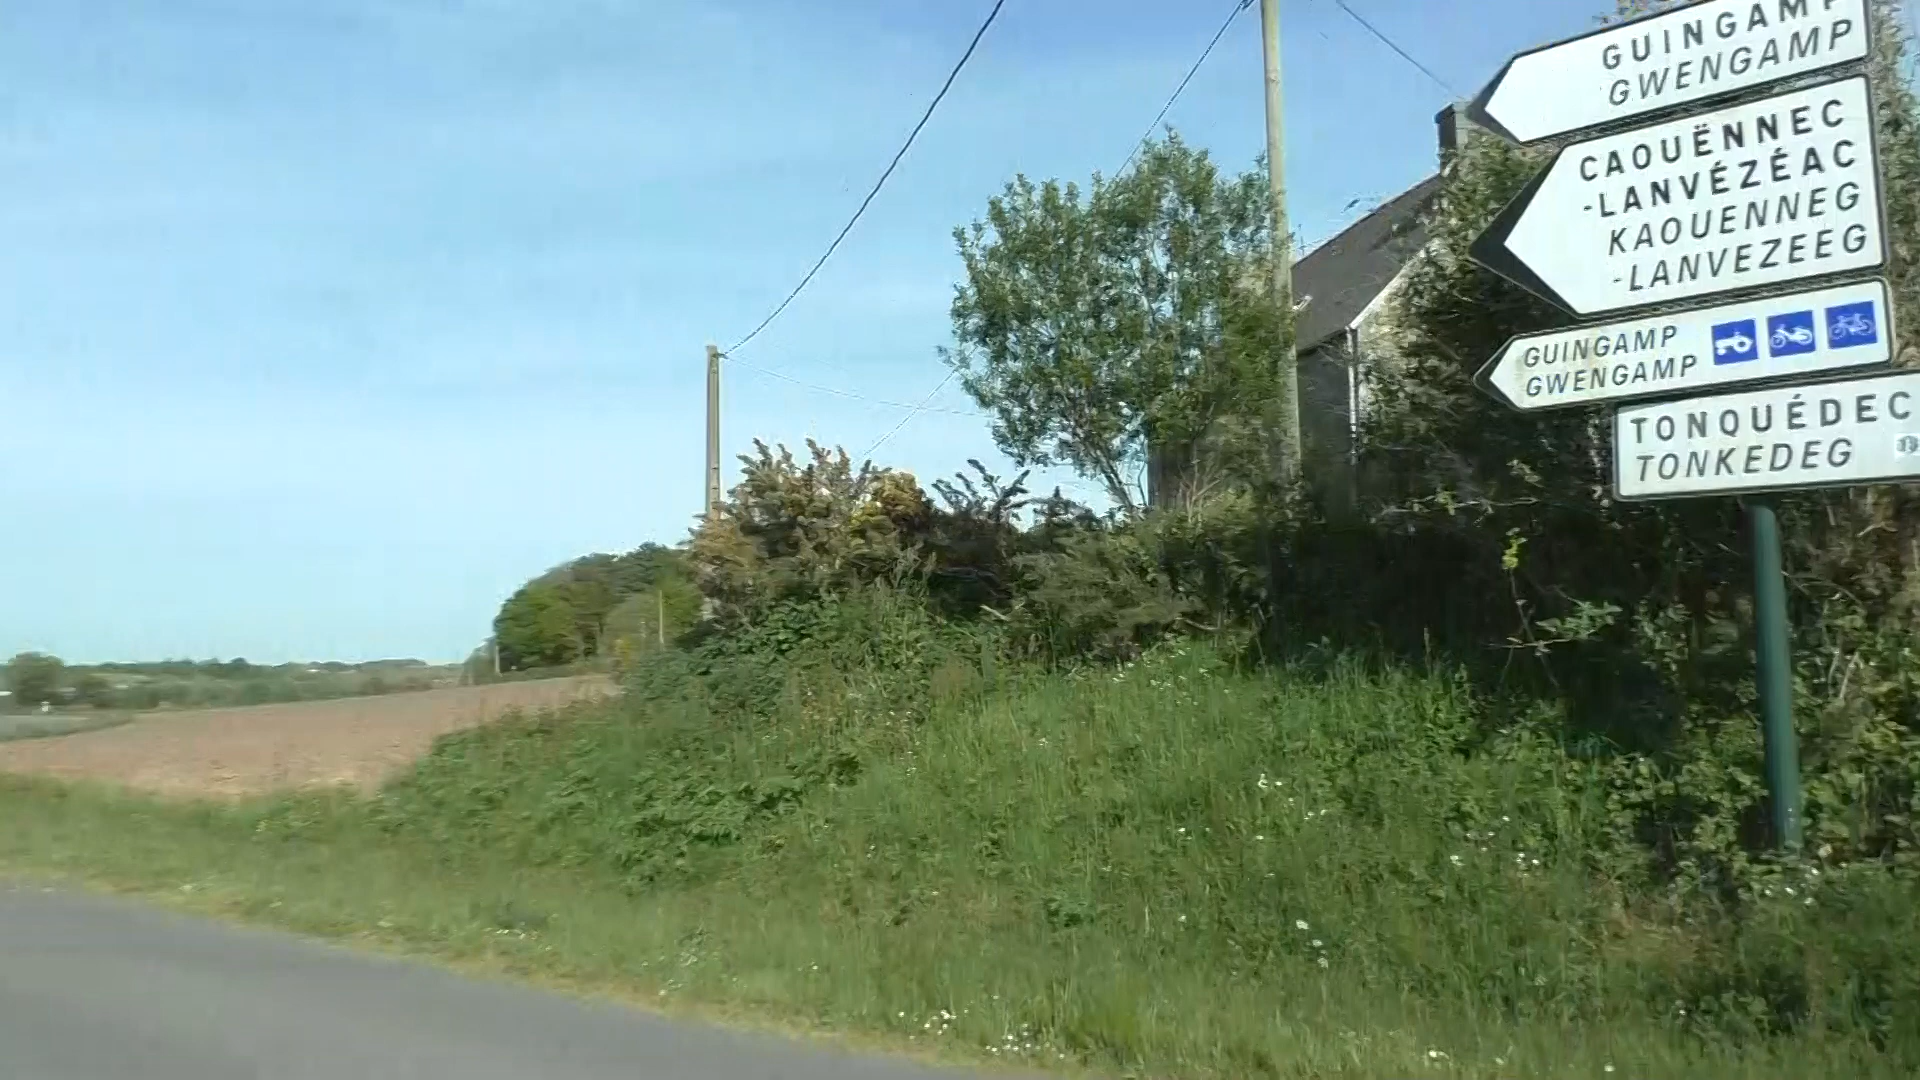 GUINGAMP
GWENGAMP
CAOUËNNEC
-LANVÉZÉAC
KAOUENNEG
-LANVEZEEG
GUINGAMP
GWENGAMP
TONQUÉDEC
TONKEDEG